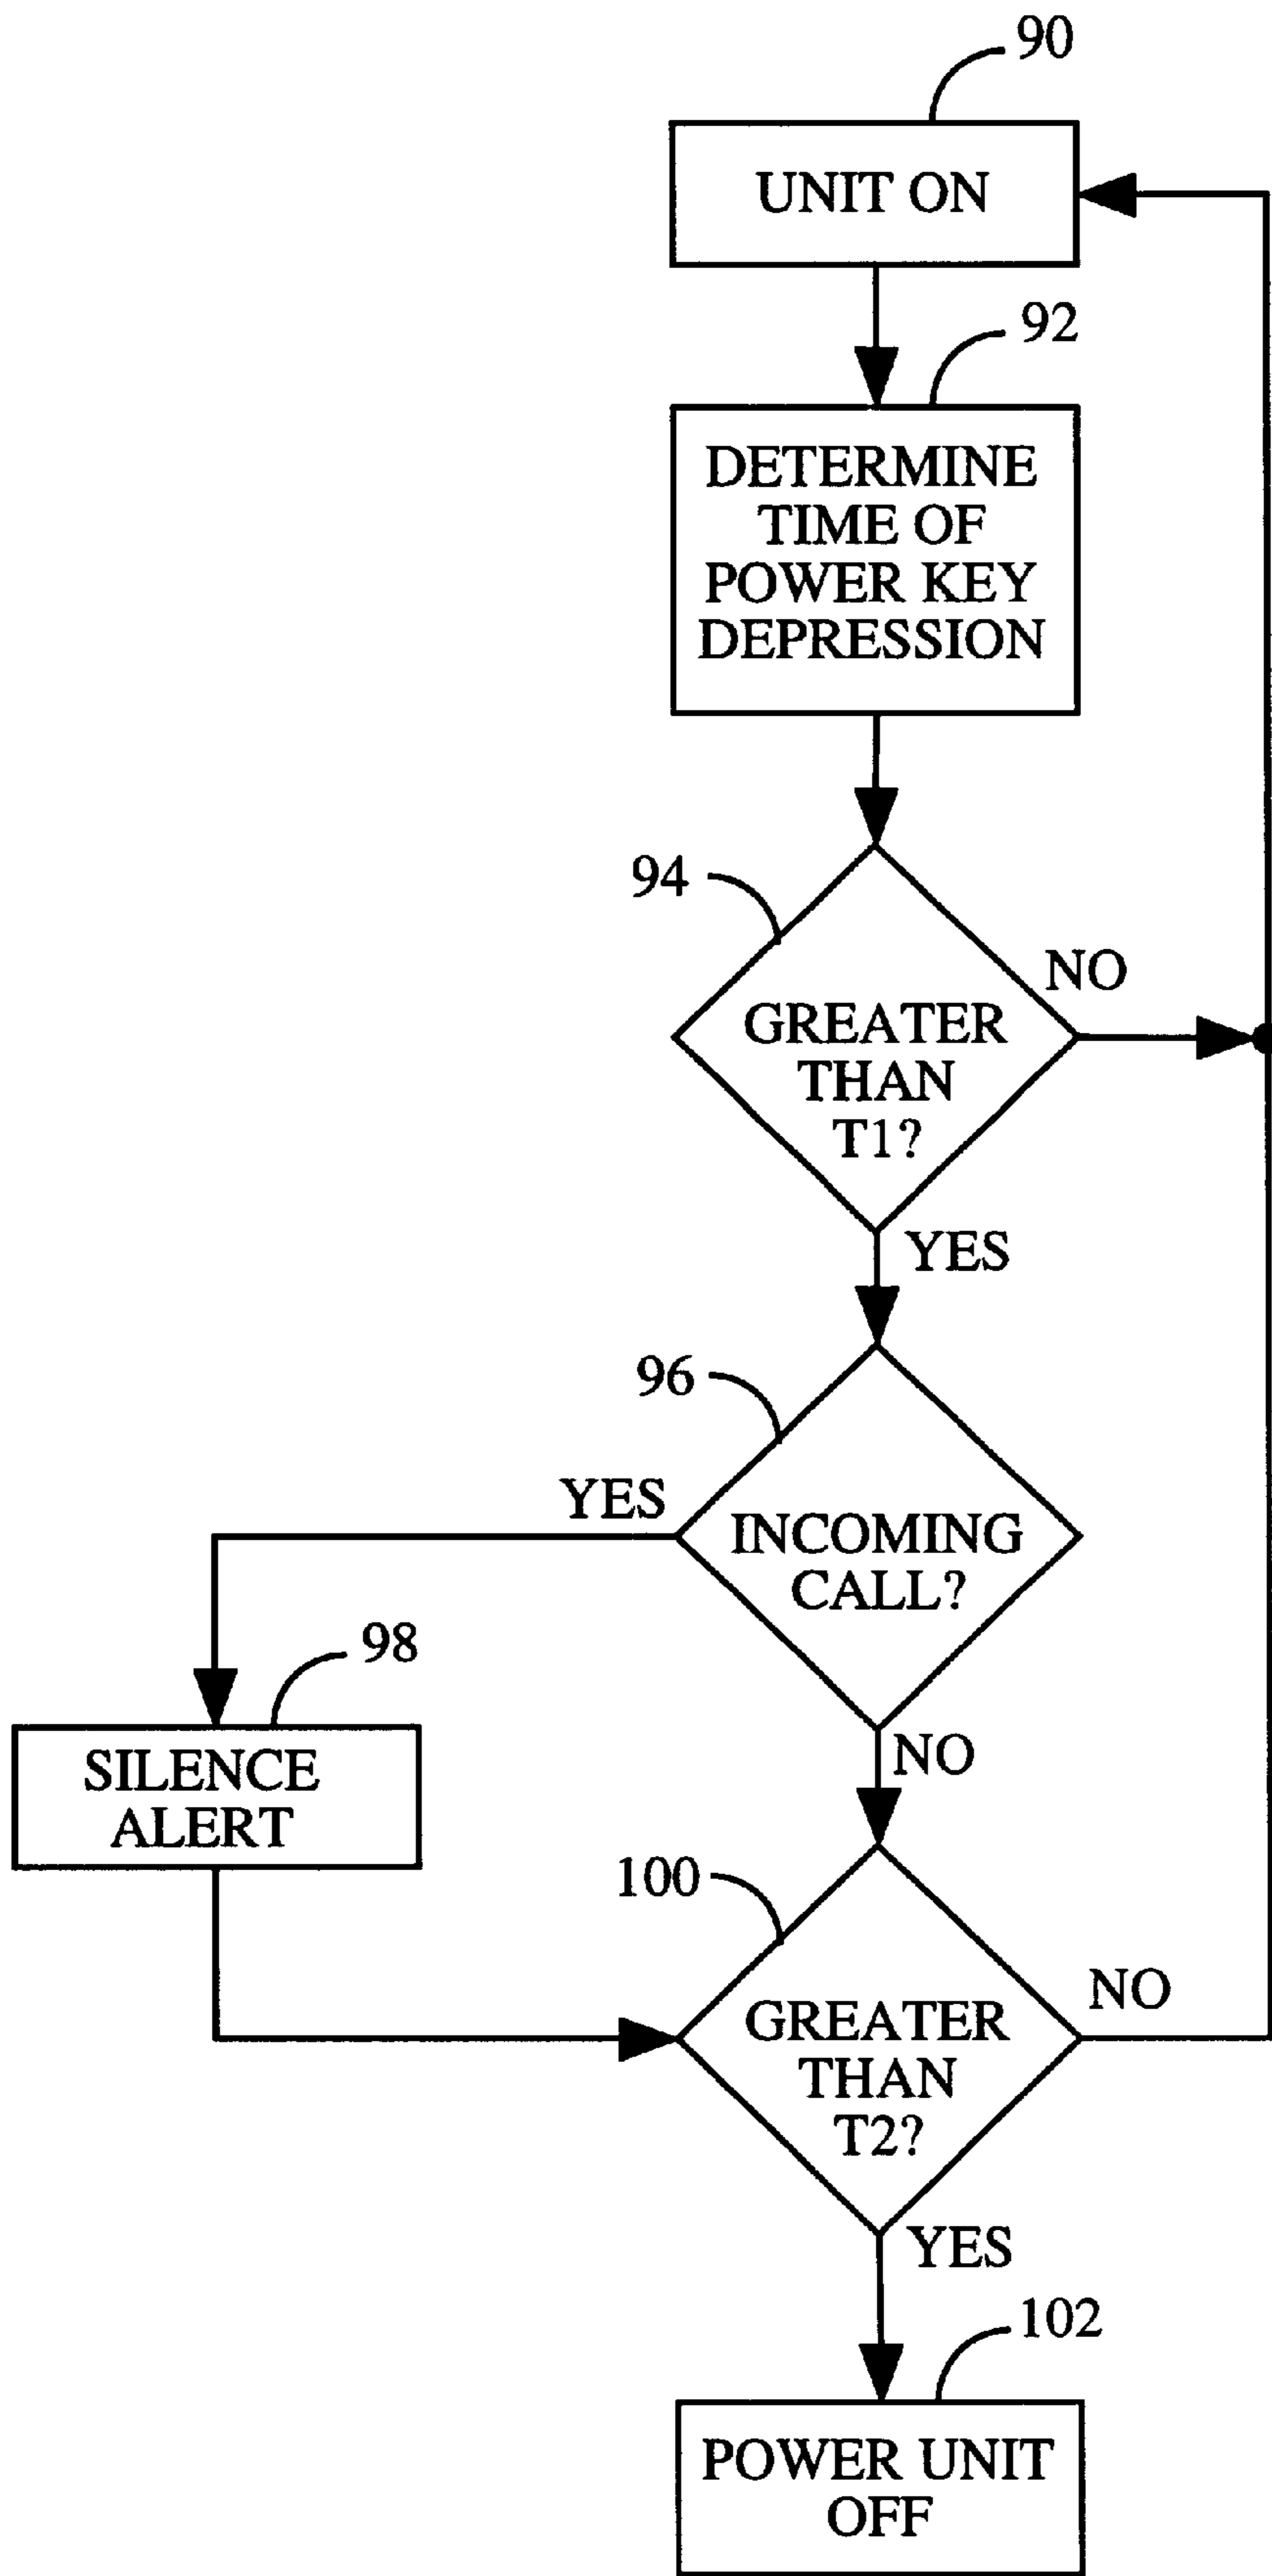 90
UNIT ON
92
DETERMINE
TIME OF
POWER KEY
DEPRESSION
94
NO
GREATER
THAN
T1?
YES
96
YES
INCOMING
CALL?
98
NO
SILENCE
ALERT
100
NO
GREATER
THAN
T2?
YES
102
POWER UNIT
OFF